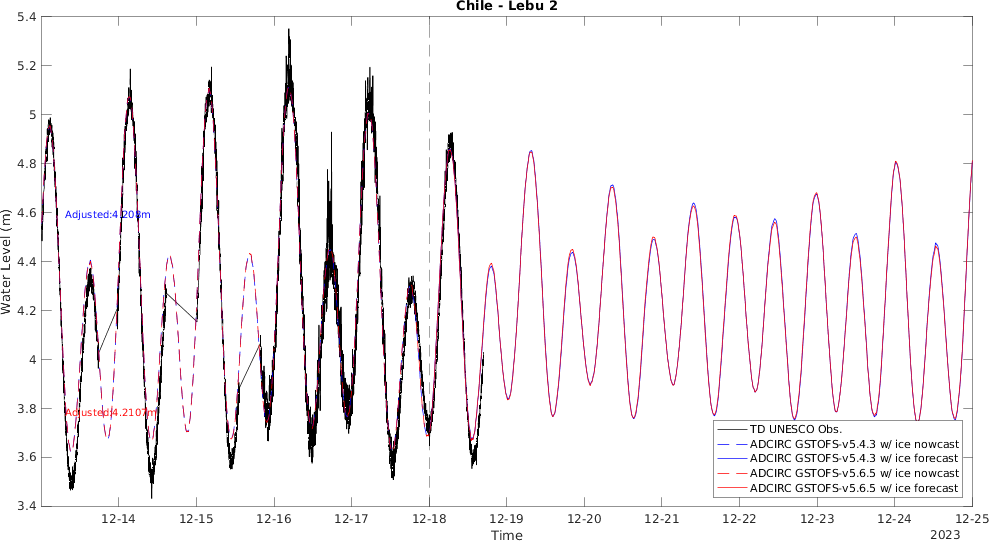 Chile - Lebu 2
5.4
5.2
5
4.8
4.6
4.4
4.2
4
3.8
3.6
3.4
Water Level (m)
Adjusted:4.208m
Adjusted:4.2107m
TD UNESCO Obs.
ADCIRC GSTOFS-v5.4.3 w/ ice nowcast
ADCIRC GSTOFS-v5.4.3 w/ ice forecast
ADCIRC GSTOFS-v5.6.5 w/ ice nowcast
ADCIRC GSTOFS-v5.6.5 w/ ice forecast
12-14 12-15 12-16 12-17 12-18 12-19 12-20 12-21 12-22 12-23 12-24 12-25
Time
2023